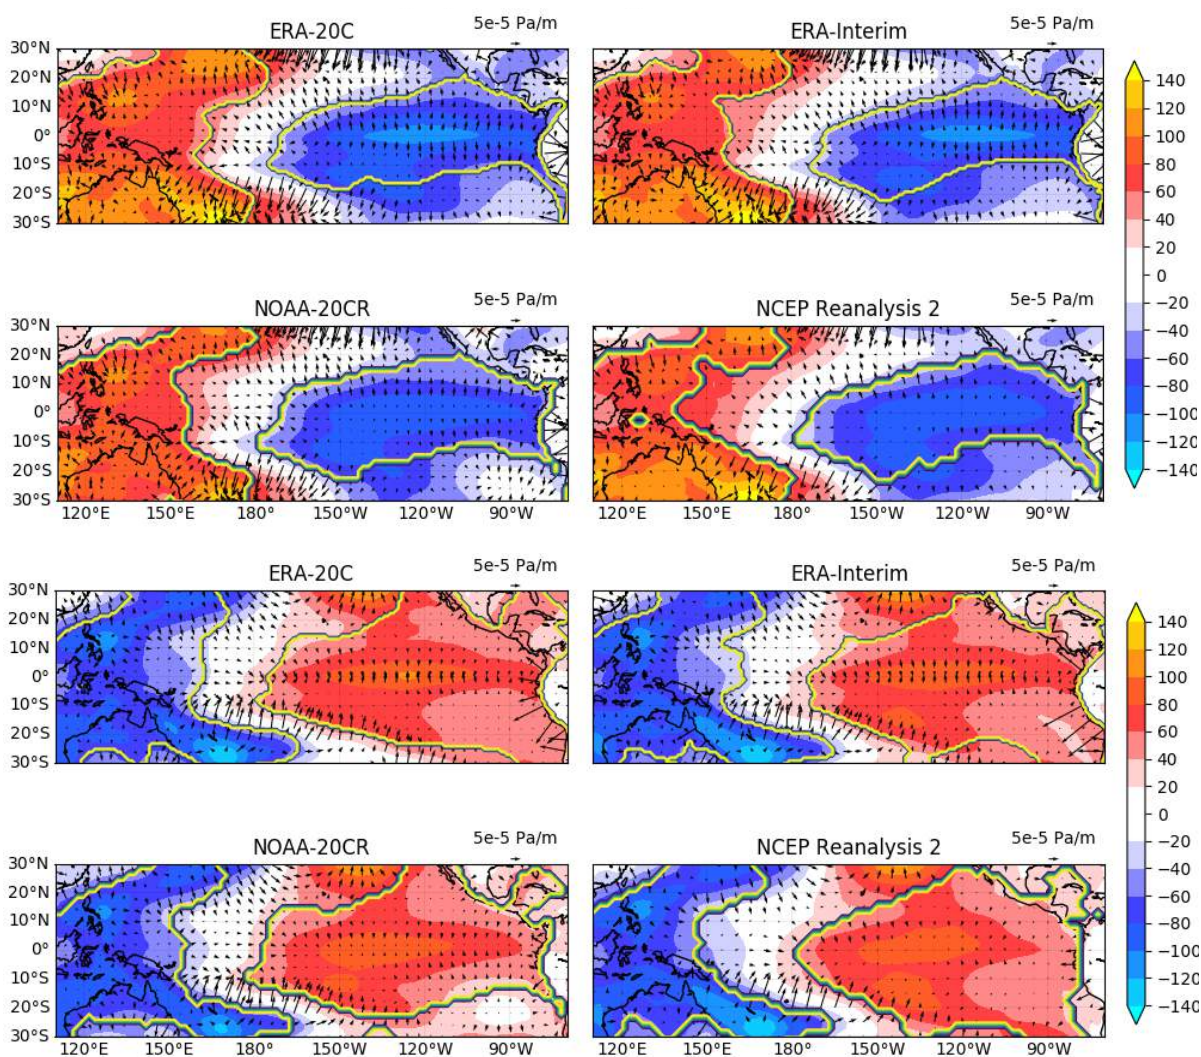 ERA-20C 5e-5 Pa/m
ERA-Interim 5e-5 Pa/m
30°N
20°N
10°N
0°
10°S
20°S
30°S
NOAA-20CR 5e-5 Pa/m
NCEP Reanalysis 2 5e-5 Pa/m
30°N
20°N
10°N
0°
10°S
20°S
30°S
120°E 150°E 180° 150°W 120°W 90°W
120°E 150°E 180° 150°W 120°W 90°W
140
120
100
80
60
40
20
0
−20
−40
−60
−80
−100
−120
−140
ERA-20C 5e-5 Pa/m
ERA-Interim 5e-5 Pa/m
30°N
20°N
10°N
0°
10°S
20°S
30°S
NOAA-20CR 5e-5 Pa/m
NCEP Reanalysis 2 5e-5 Pa/m
30°N
20°N
10°N
0°
10°S
20°S
30°S
120°E 150°E 180° 150°W 120°W 90°W
120°E 150°E 180° 150°W 120°W 90°W
140
120
100
80
60
40
20
0
−20
−40
−60
−80
−100
−120
−140